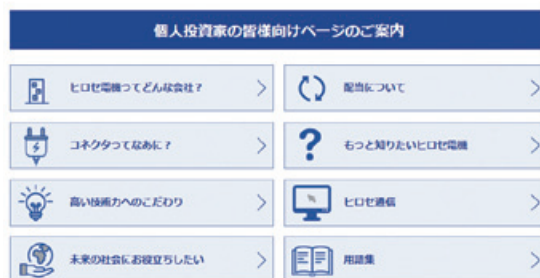 個人投資家の皆様向けページのご案内
ヒロセ電機ってどんな会社？
配当について
コネクタってなあに？
もっと知りたいヒロセ電機
高い技術力へのこだわり
ヒロセ通信
未来の社会にお役立ちしたい
用語集